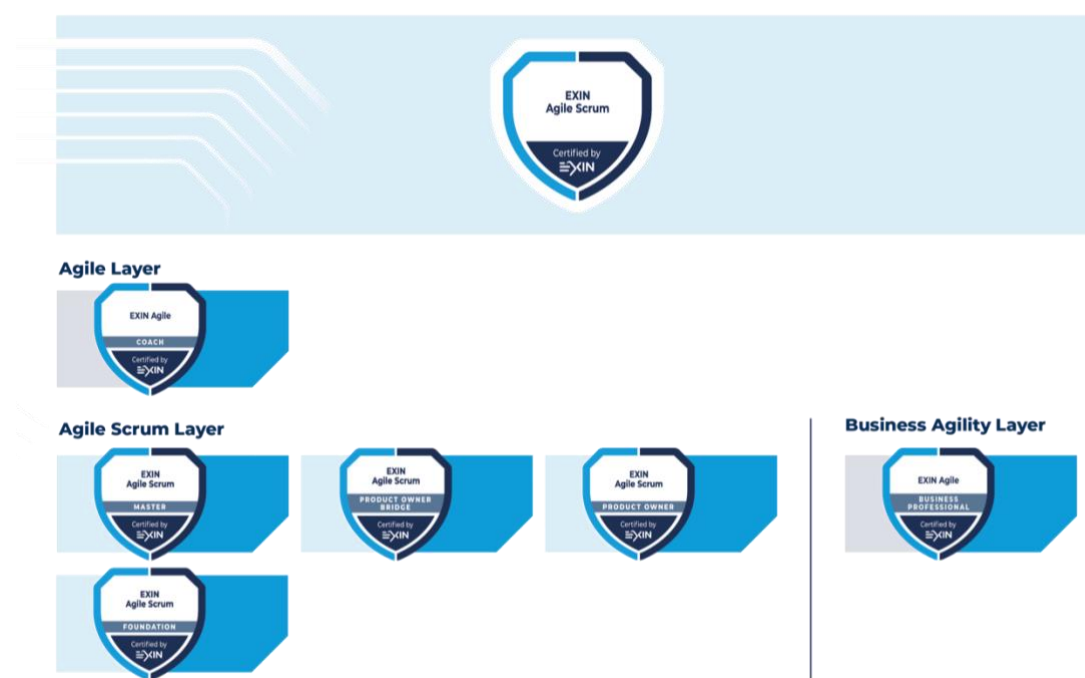 EXIN
Agile Scrum
Certified by
EXIN
Agile Layer
EXIN Agile
COACH
Certified by
EXIN
Agile Scrum Layer
EXIN
Agile Scrum
MASTER
Certified by
EXIN
EXIN
Agile Scrum
PRODUCT OWNER
BRIDGE
Certified by
EXIN
EXIN
Agile Scrum
PRODUCT OWNER
Certified by
EXIN
Business Agility Layer
EXIN Agile
BUSINESS
PROFESSIONAL
Certified by
EXIN
EXIN
Agile Scrum
FOUNDATION
Certified by
EXIN